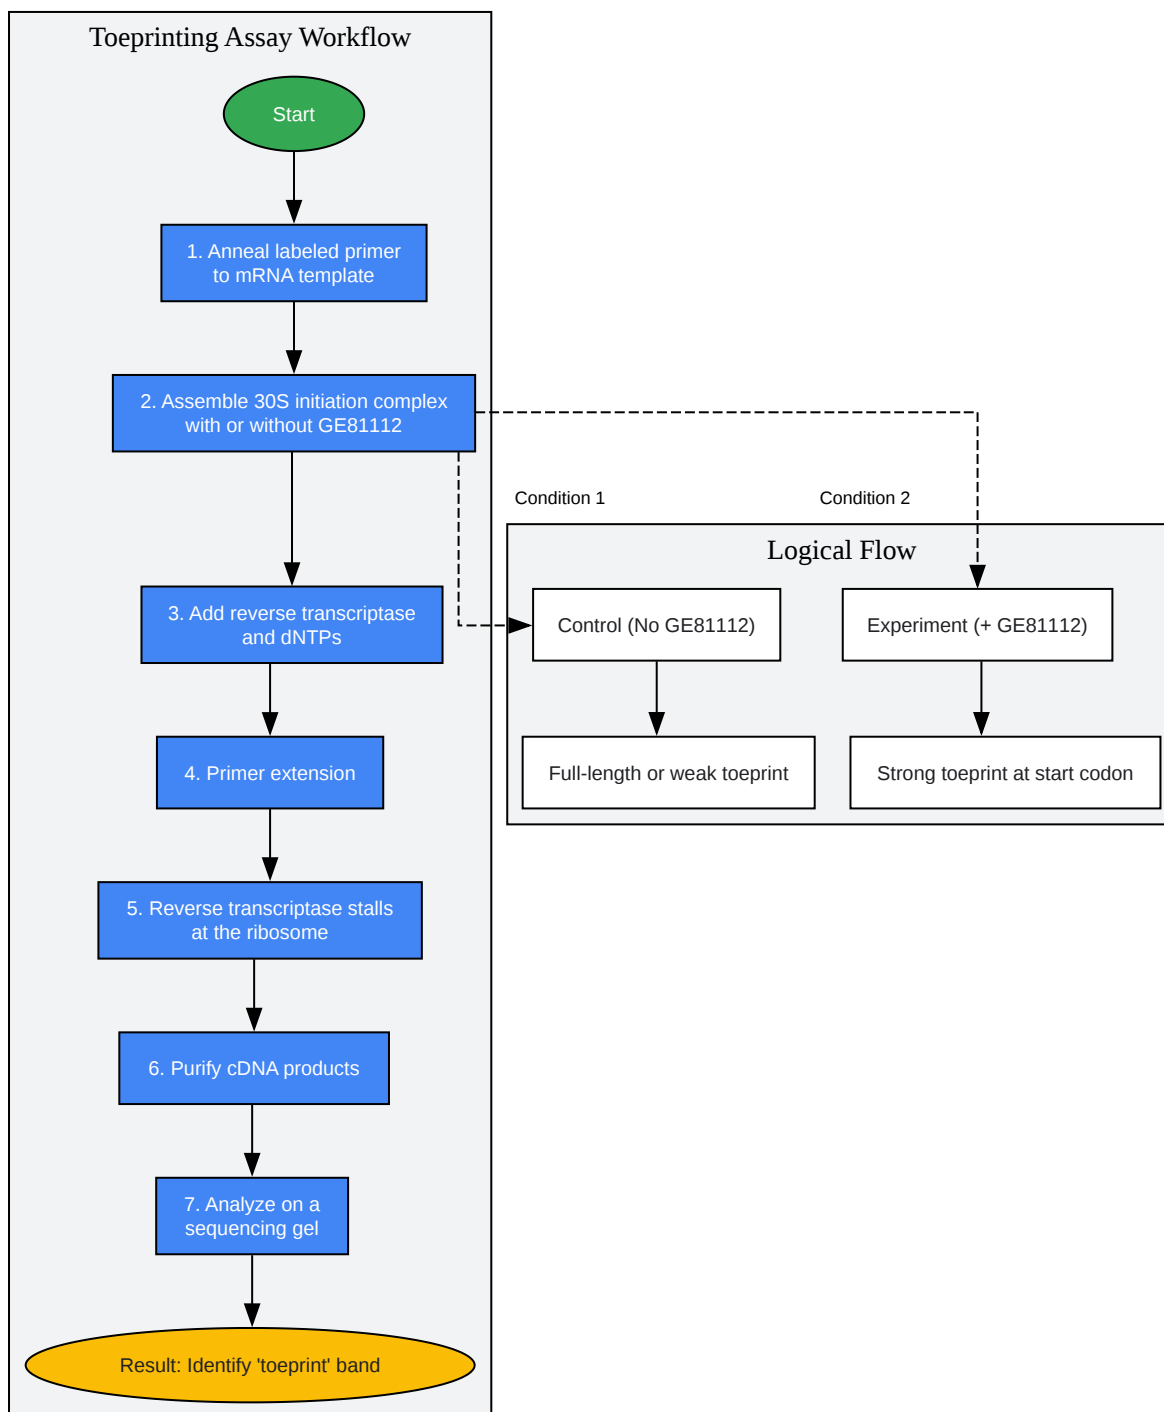 Toeprinting Assay Workflow
Start
1. Anneal labeled primer
to mRNA template
2. Assemble 30S initiation complex
with or without GE81112
3. Add reverse transcriptase
and dNTPs
4. Primer extension
5. Reverse transcriptase stalls
at the ribosome
6. Purify cDNA products
7. Analyze on a
sequencing gel
Result: Identify 'toeprint' band
Condition 1
Condition 2
Logical Flow
Control (No GE81112)
Experiment (+ GE81112)
Full-length or weak toeprint
Strong toeprint at start codon